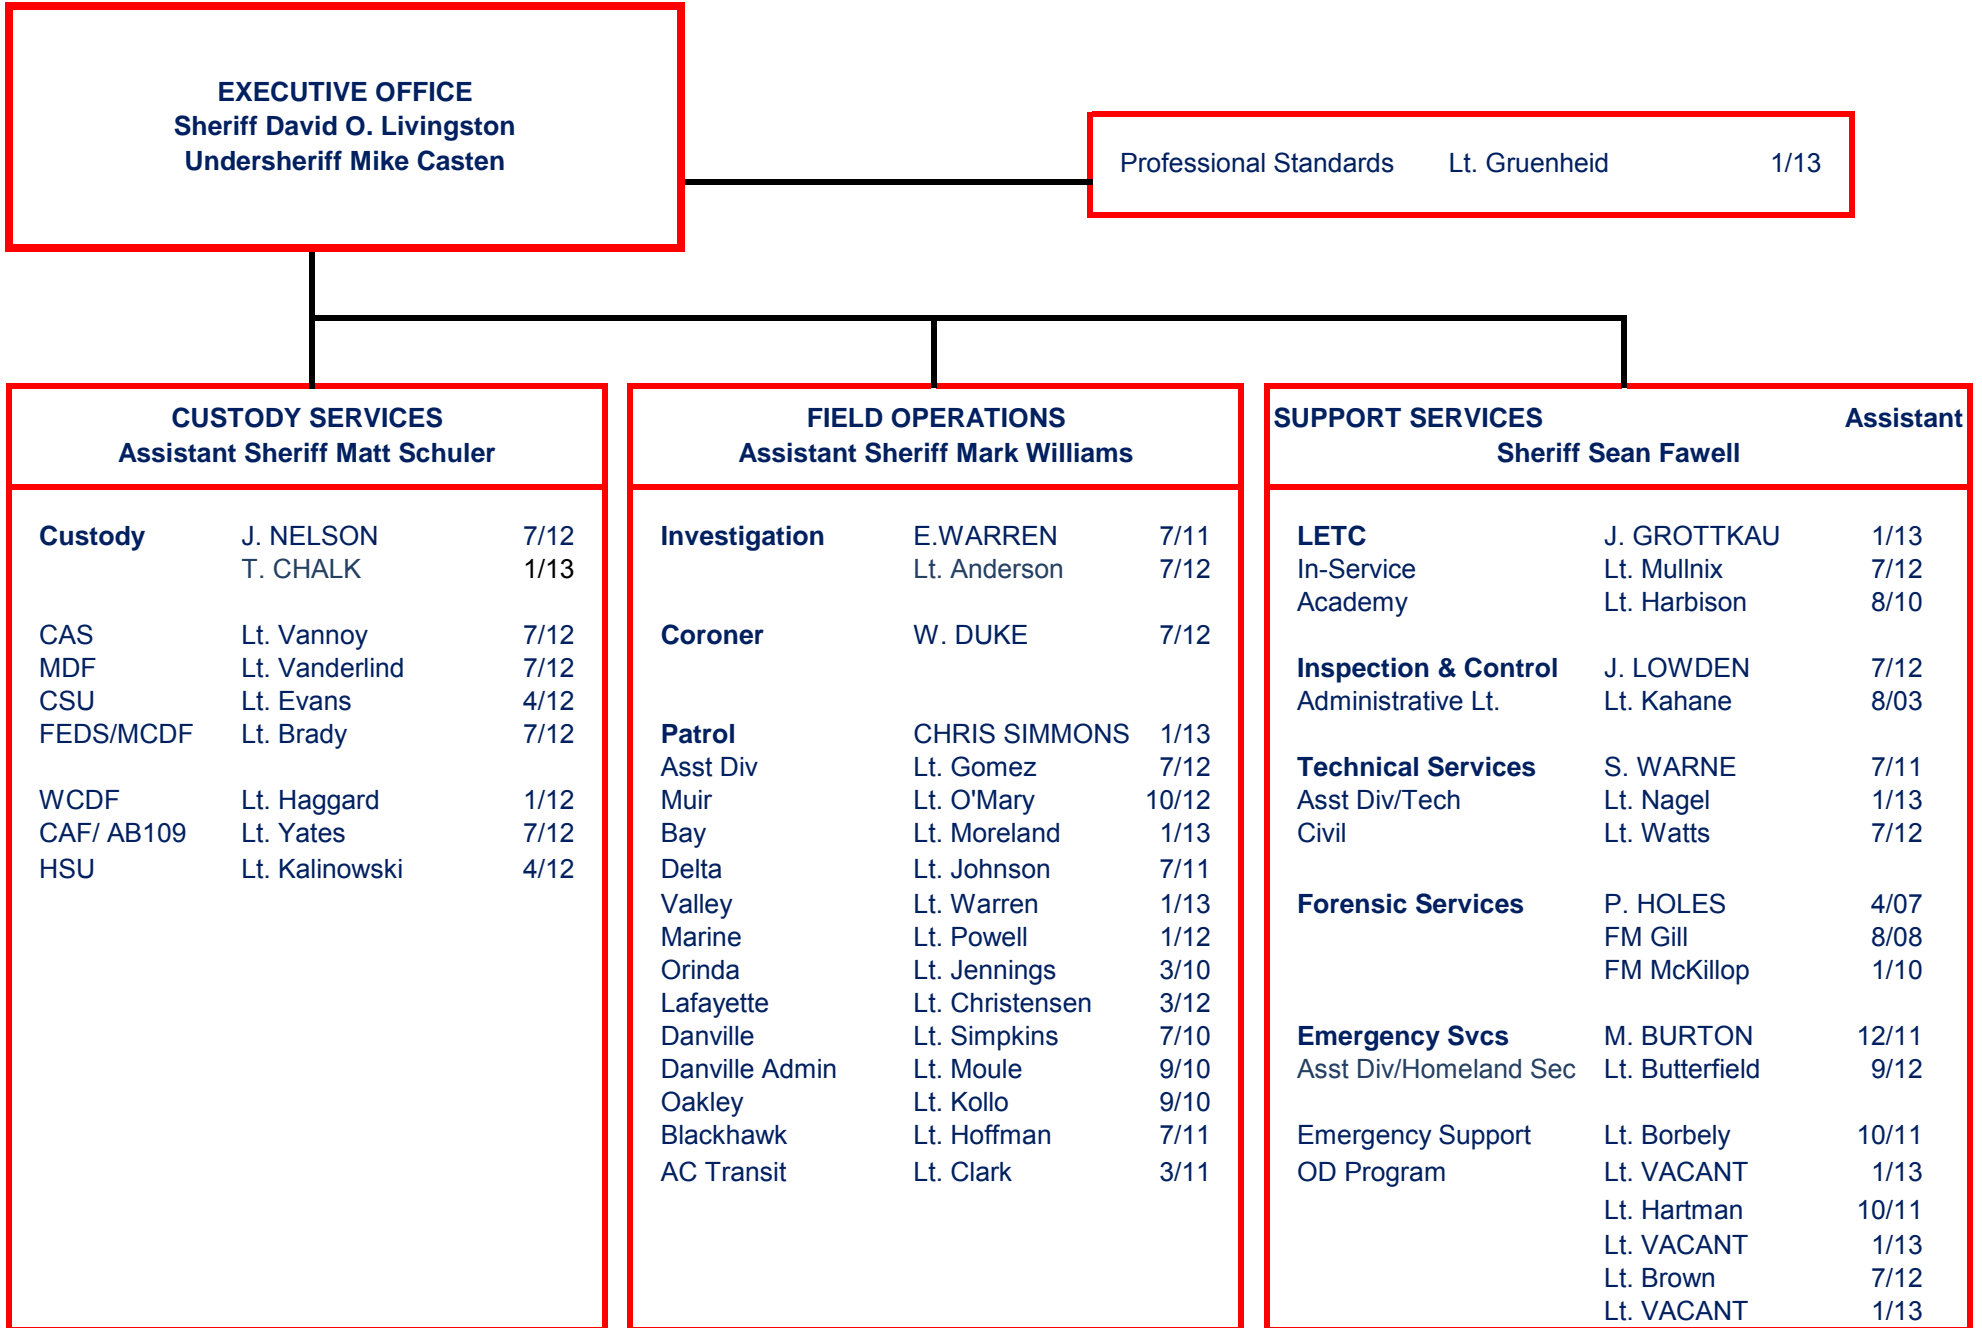 EXECUTIVE OFFICE
Sheriff David O. Livingston
Undersheriff Mike Casten
Professional Standards Lt. Gruenheid 1/13
CUSTODY SERVICES
Assistant Sheriff Matt Schuler
Custody J. NELSON 7/12
T. CHALK 1/13
CAS Lt. Vannoy 7/12
MDF Lt. Vanderlind 7/12
CSU Lt. Evans 4/12
FEDS/MCDF Lt. Brady 7/12
WCDF Lt. Haggard 1/12
CAF/ AB109 Lt. Yates 7/12
HSU Lt. Kalinowski 4/12
FIELD OPERATIONS
Assistant Sheriff Mark Williams
Investigation E.WARREN 7/11
Lt. Anderson 7/12
Coroner W. DUKE 7/12
Patrol CHRIS SIMMONS 1/13
Asst Div Lt. Gomez 7/12
Muir Lt. O'Mary 10/12
Bay Lt. Moreland 1/13
Delta Lt. Johnson 7/11
Valley Lt. Warren 1/13
Marine Lt. Powell 1/12
Orinda Lt. Jennings 3/10
Lafayette Lt. Christensen 3/12
Danville Lt. Simpkins 7/10
Danville Admin Lt. Moule 9/10
Oakley Lt. Kollo 9/10
Blackhawk Lt. Hoffman 7/11
AC Transit Lt. Clark 3/11
SUPPORT SERVICES Assistant
Sheriff Sean Fawell
LETC J. GROTTKAU 1/13
In-Service Lt. Mullnix 7/12
Academy Lt. Harbison 8/10
Inspection & Control J. LOWDEN 7/12
Administrative Lt. Lt. Kahane 8/03
Technical Services S. WARNE 7/11
Asst Div/Tech Lt. Nagel 1/13
Civil Lt. Watts 7/12
Forensic Services P. HOLES 4/07
FM Gill 8/08
FM McKillop 1/10
Emergency Svcs M. BURTON 12/11
Asst Div/Homeland Sec Lt. Butterfield 9/12
Emergency Support Lt. Borbely 10/11
OD Program Lt. VACANT 1/13
Lt. Hartman 10/11
Lt. VACANT 1/13
Lt. Brown 7/12
Lt. VACANT 1/13